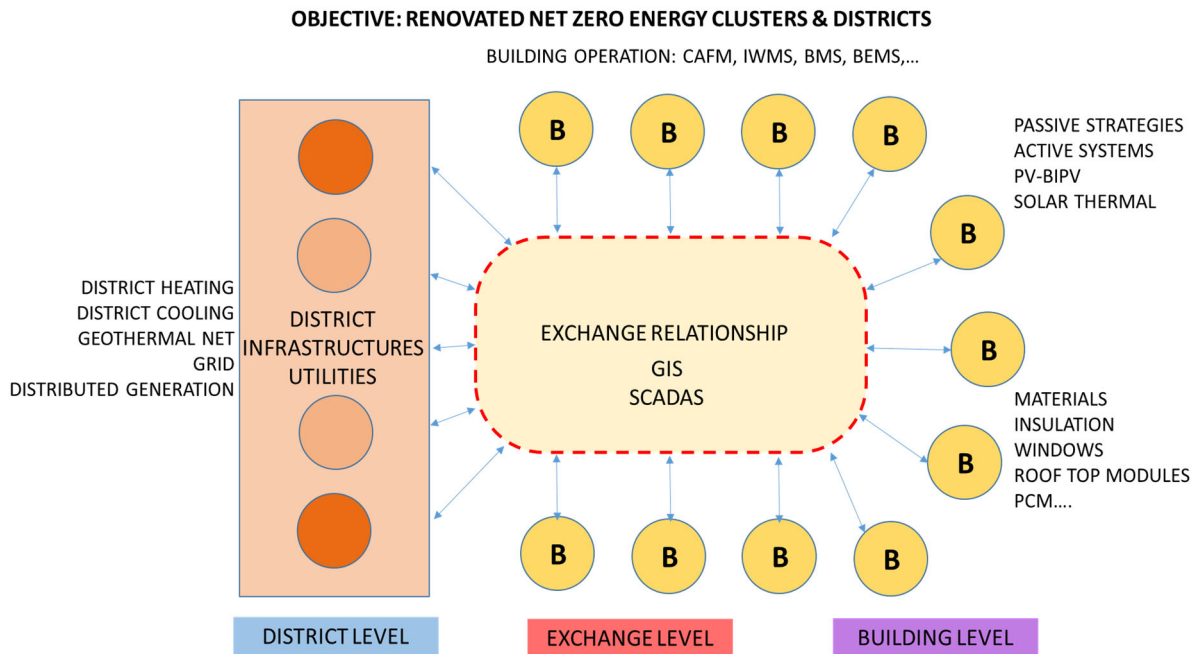 OBJECTIVE: RENOVATED NET ZERO ENERGY CLUSTERS & DISTRICTS
BUILDING OPERATION: CAFM, IWMS, BMS, BEMS,...
B
B
B
B
PASSIVE STRATEGIES
ACTIVE SYSTEMS
PV-BIPV
SOLAR THERMAL
B
DISTRICT HEATING
DISTRICT COOLING
GEOTHERMAL NET
GRID
DISTRIBUTED GENERATION
DISTRICT
INFRASTRUCTURES
UTILITIES
EXCHANGE RELATIONSHIP
GIS
SCADAS
B
MATERIALS
INSULATION
WINDOWS
ROOF TOP MODULES
PCM....
B
B
B
B
B
DISTRICT LEVEL
EXCHANGE LEVEL
BUILDING LEVEL